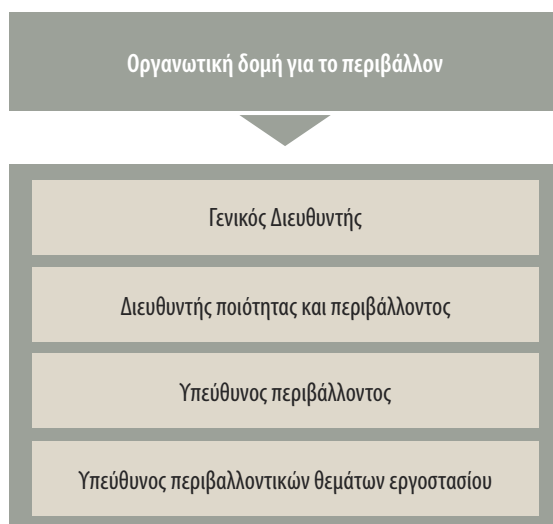 Οργανωτική δομή για το περιβάλλον
Γενικός Διευθυντής
Διευθυντής ποιότητας και περιβάλλοντος
Υπεύθυνος περιβάλλοντος
Υπεύθυνος περιβαλλοντικών θεμάτων εργοστασίου